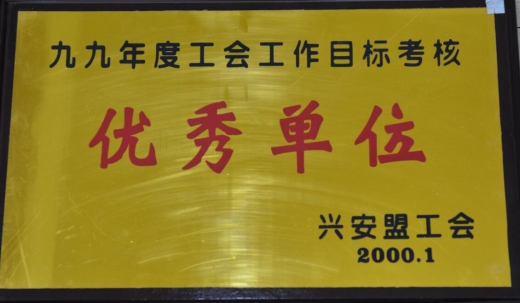 九九年度工会工作目标考核
优秀单位
兴安盟工会
2000.1